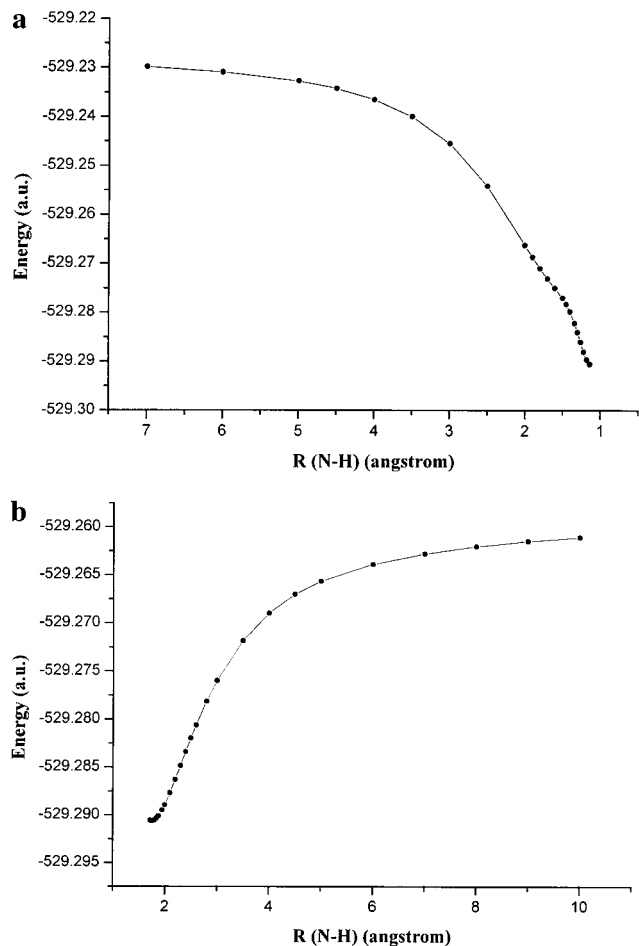 a
-529.22
-529.23
-529.24
-529.25
-529.26
-529.27
-529.28
-529.29
-529.30
Energy (a.u.)
7 6 5 4 3 2 1
R (N-H) (angstrom)
b
-529.260
-529.265
-529.270
-529.275
-529.280
-529.285
-529.290
-529.295
Energy (a.u.)
2 4 6 8 10
R (N-H) (angstrom)